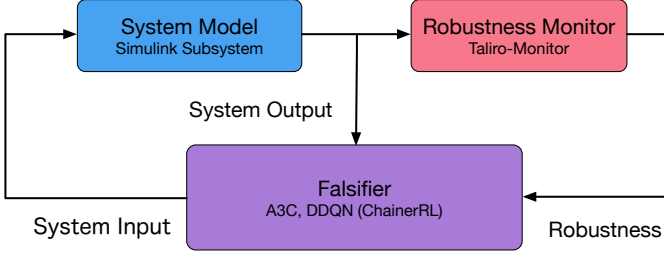 System Model
Simulink Subsystem
Robustness Monitor
Taliro-Monitor
System Output
Falsifier
A3C, DDQN (ChainerRL)
System Input
Robustness